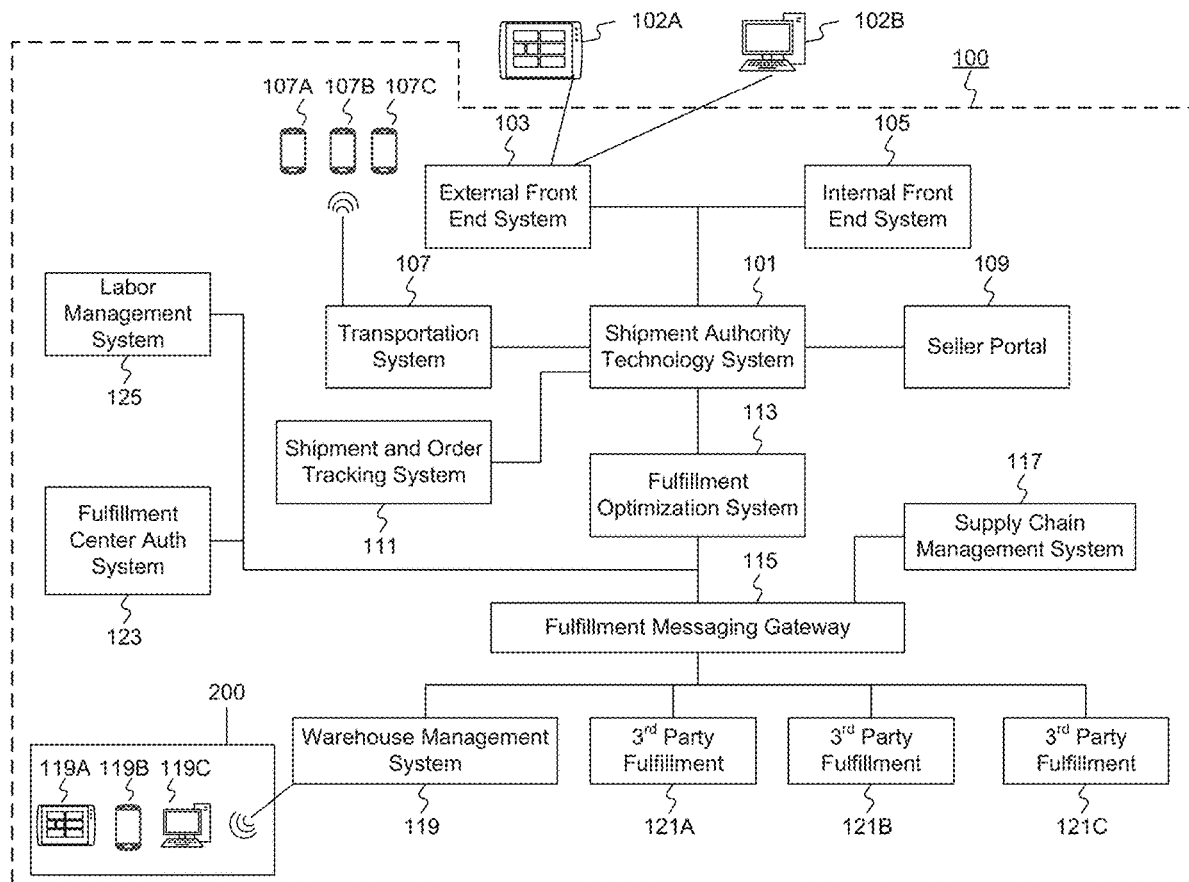 102A
102B
100
107A
107B
107C
103
105
External Front
End System
Internal Front
End System
107
101
109
Labor
Management
System
Transportation
System
Shipment Authority
Technology System
Seller Portal
125
113
Shipment and Order
Tracking System
111
Fulfillment
Optimization System
117
Supply Chain
Management System
Fulfillment
Center Auth
System
123
115
Fulfillment Messaging Gateway
200
119A
119B
119C
Warehouse Management
System
3rd Party
Fulfillment
3rd Party
Fulfillment
3rd Party
Fulfillment
119
121A
121B
121C